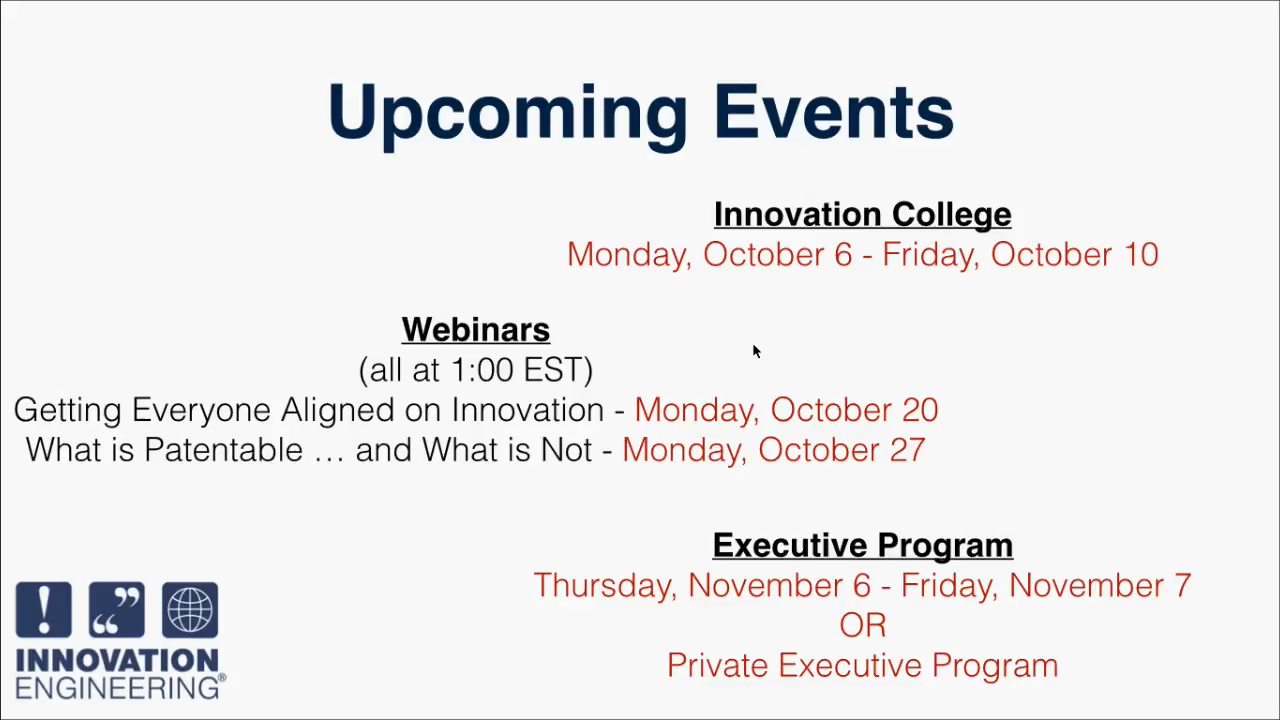 Upcoming Events
Innovation College
Monday, October 6 - Friday, October 10
Webinars
(all at 1:00 EST)
Getting Everyone Aligned on Innovation - Monday, October 20
What is Patentable … and What is Not - Monday, October 27
Executive Program
Thursday, November 6 - Friday, November 7
OR
Private Executive Program
INNOVATION
ENGINEERING®